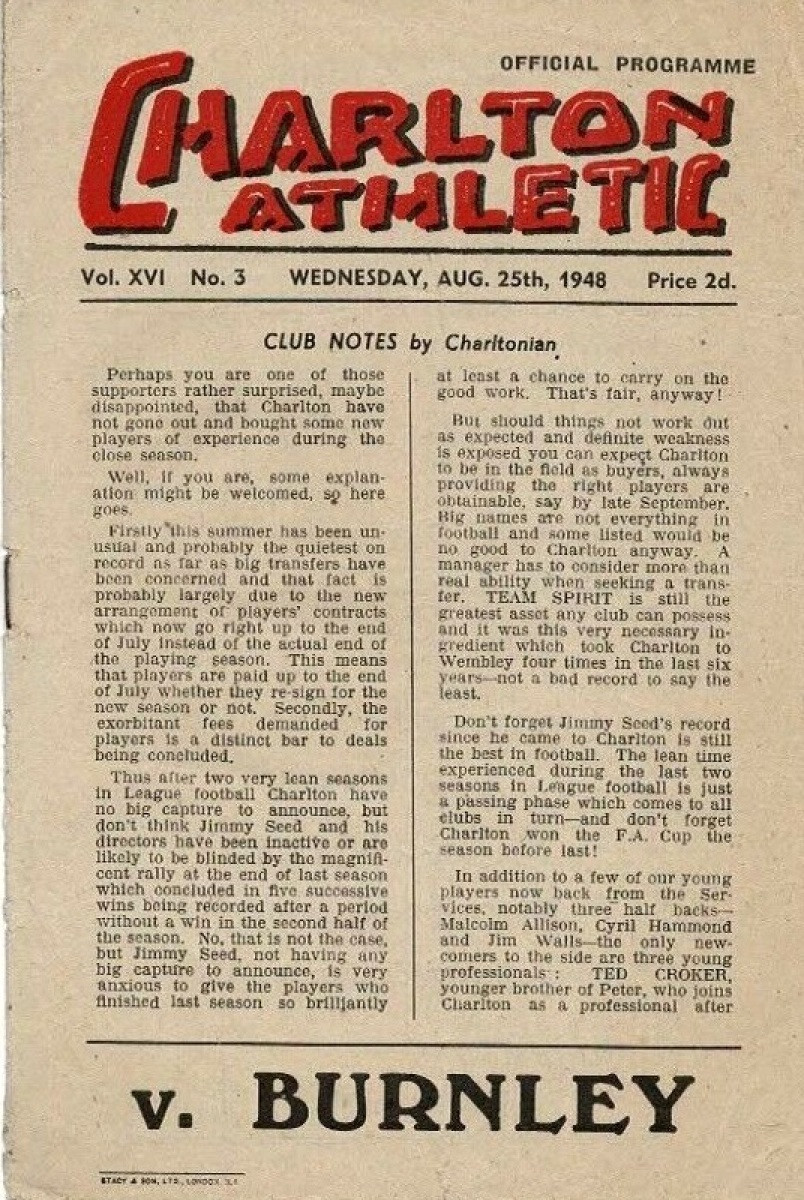 OFFICIAL PROGRAMME
CHARLTON
ATHLETIC
Vol. XVI No. 3 WEDNESDAY, AUG. 25th, 1948 Price 2d.
CLUB NOTES by Charltonian
Perhaps you are one of those
supporters rather surprised, maybe
disappointed, that Charlton have
not gone out and bought some new
players of experience during the
close season.
Well, if you are, some explan-
ation might be welcomed, so here
goes.
Firstly this summer has been un-
usual and probably the quietest on
record as far as big transfers have
been concerned and that fact is
probably largely due to the new
arrangement of players' contracts
which now go right up to the end
of July instead of the actual end of
the playing season. This means
that players are paid up to the end
of July whether they re-sign for the
new season or not. Secondly, the
exorbitant fees demanded for
players is a distinct bar to deals
being concluded.
Thus after two very lean seasons
in League football Charlton have
no big capture to announce, but
don't think Jimmy Seed and his
directors have been inactive or are
likely to be blinded by the magnifi-
cent rally at the end of last season
which concluded in five successive
wins being recorded after a period
without a win in the second half of
the season. No, that is not the case,
but Jimmy Seed, not having any
big capture to announce, is very
anxious to give the players who
finished last season so brilliantly
at least a chance to carry on the
good work. That's fair, anyway!
But should things not work out
as expected and definite weakness
is exposed you can expect Charlton
to be in the field as buyers, always
providing the right players are
obtainable, say by late September.
Big names are not everything in
football and some listed would be
no good to Charlton anyway. A
manager has to consider more than
real ability when seeking a trans-
fer. TEAM SPIRIT is still the
greatest asset any club can possess
and it was this very necessary in-
gredient which took Charlton to
Wembley four times in the last six
years—not a bad record to say the
least.
Don't forget Jimmy Seed's record
since he came to Charlton is still
the best in football. The lean time
experienced during the last two
seasons in League football is just
a passing phase which comes to all
clubs in turn—and don't forget
Charlton won the F.A. Cup the
season before last!
In addition to a few of our young
players now back from the Ser-
vices, notably three half backs—
Malcolm Allison, Cyril Hammond
and Jim Walls—the only new-
comers to the side are three young
professionals: TED CROKER,
younger brother of Peter, who joins
Charlton as a professional after
v. BURNLEY
STACY & SON, LTD., LONDON